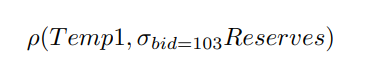 ρ(Temp1, σ_{bid=103}Reserves)